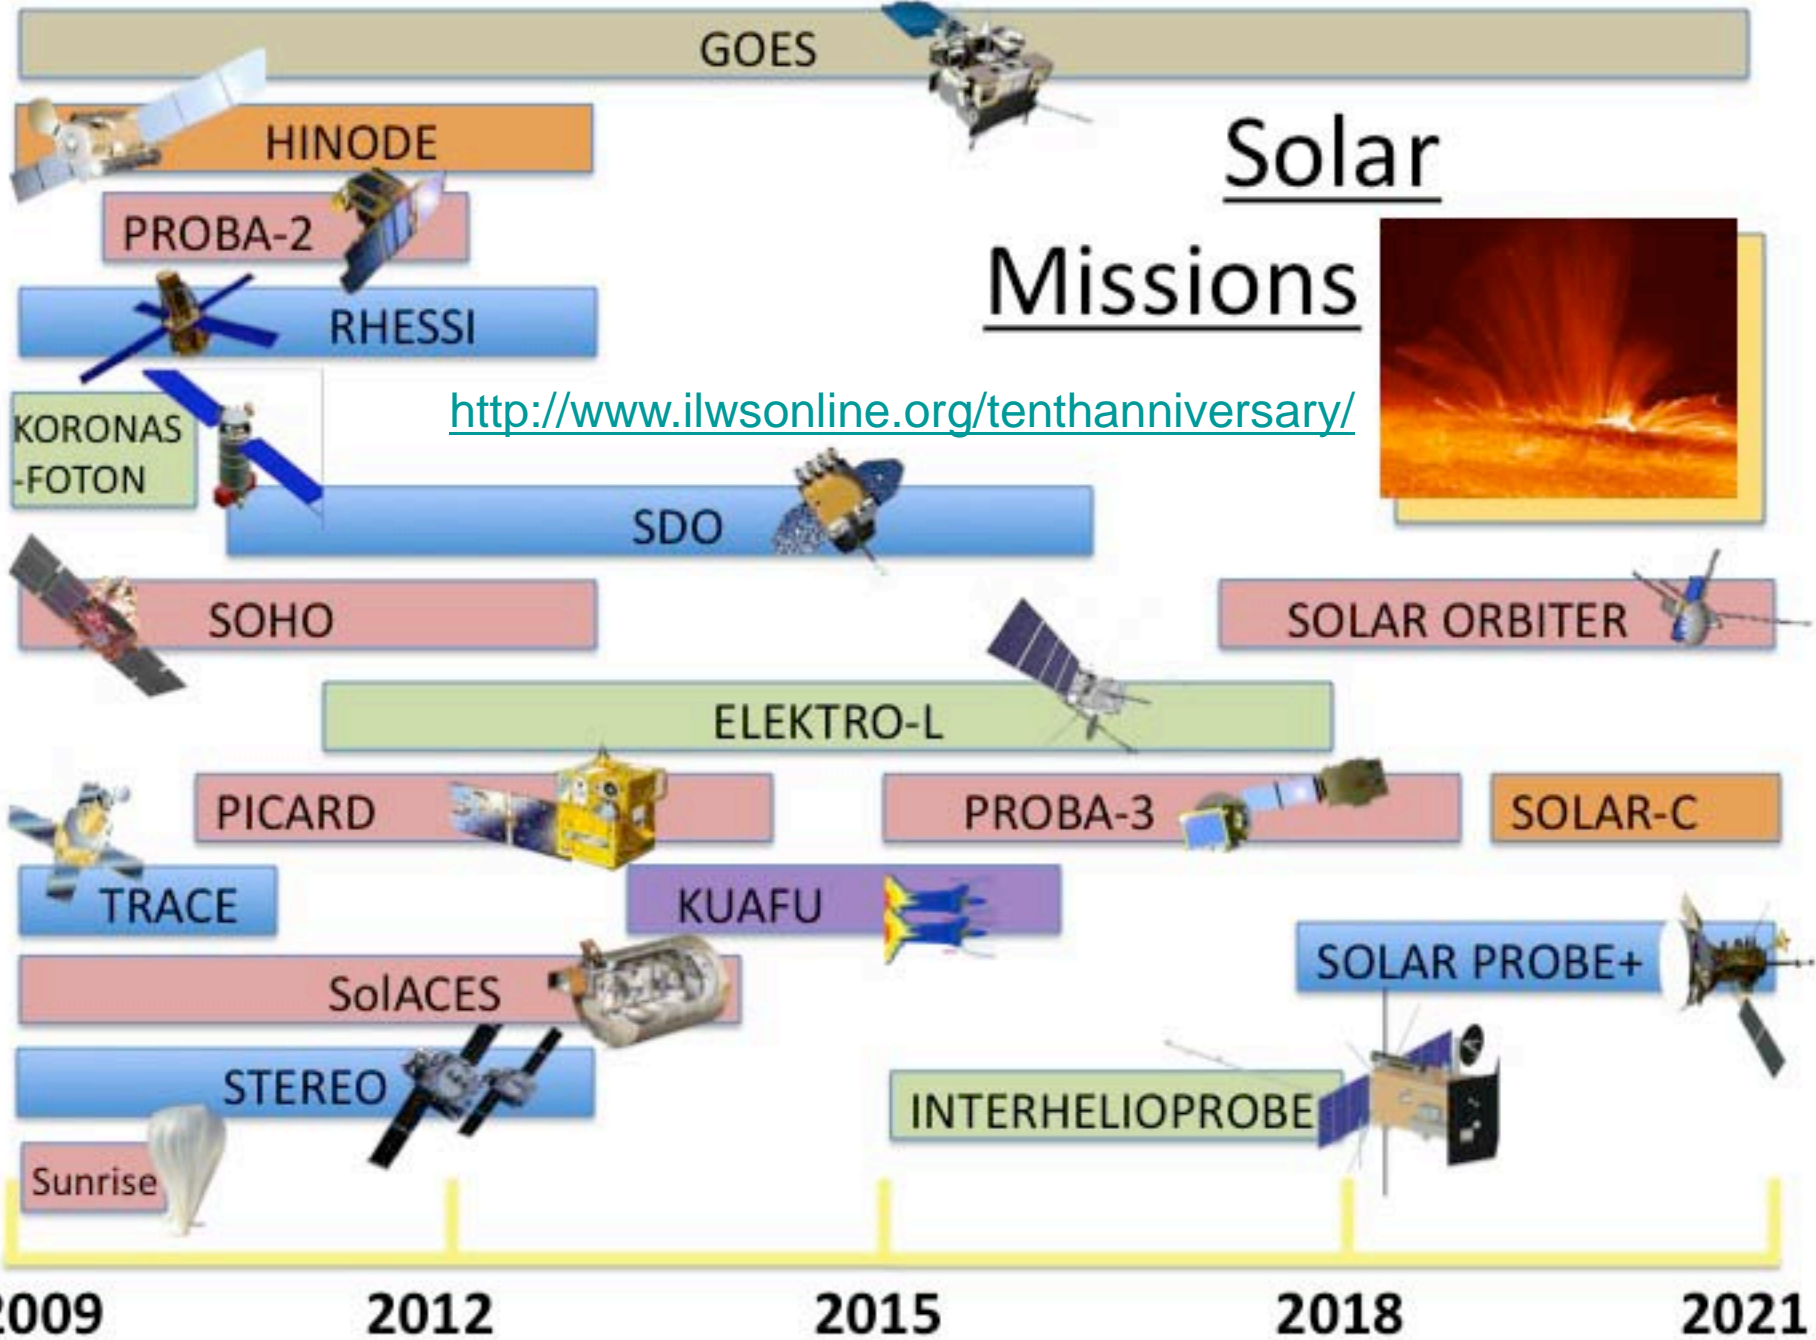 GOES
HINODE
Solar
Missions
PROBA-2
RHESSI
http://www.ilwsonline.org/tenthanniversary/
KORONAS
-FOTON
SDO
SOHO
SOLAR ORBITER
ELEKTRO-L
PICARD
PROBA-3
SOLAR-C
TRACE
KUAFU
SOLAR PROBE+
SolACES
STEREO
INTERHELIOPROBE
Sunrise
2009 2012 2015 2018 2021